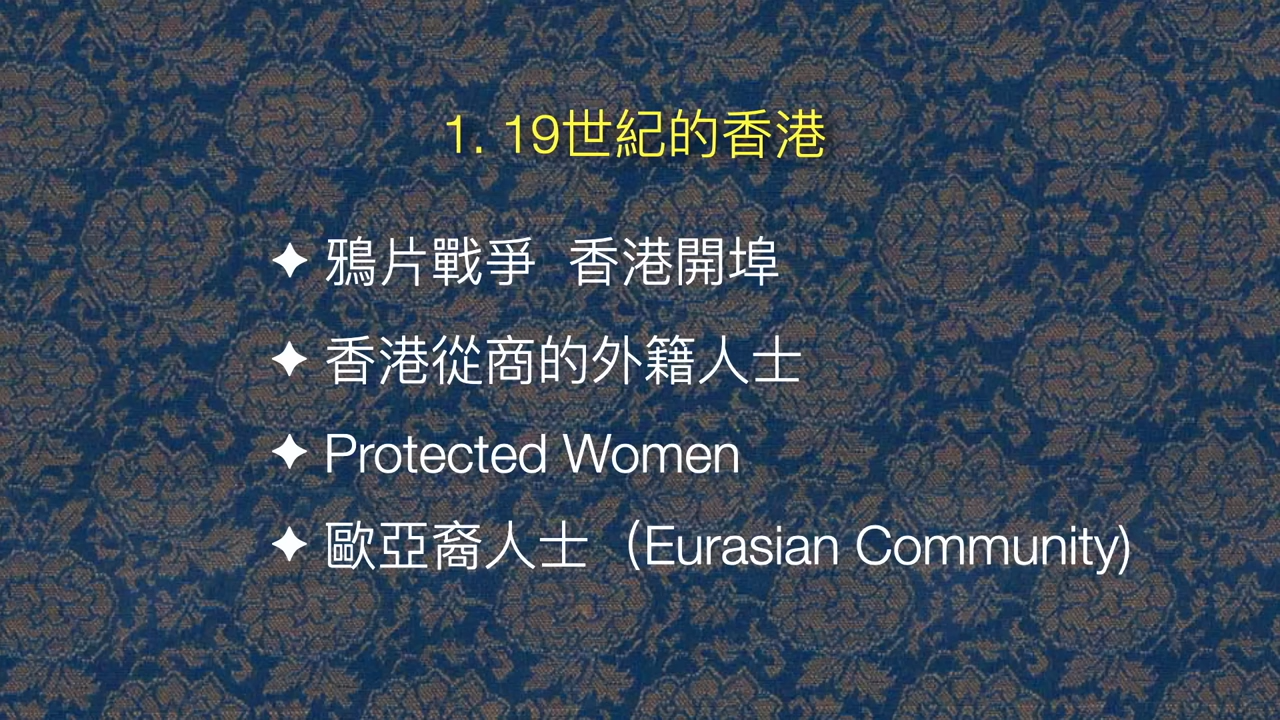 1. 19世紀的香港
✦ 鴉片戰爭 香港開埠
✦ 香港從商的外籍人士
✦ Protected Women
✦ 歐亞裔人士（Eurasian Community)